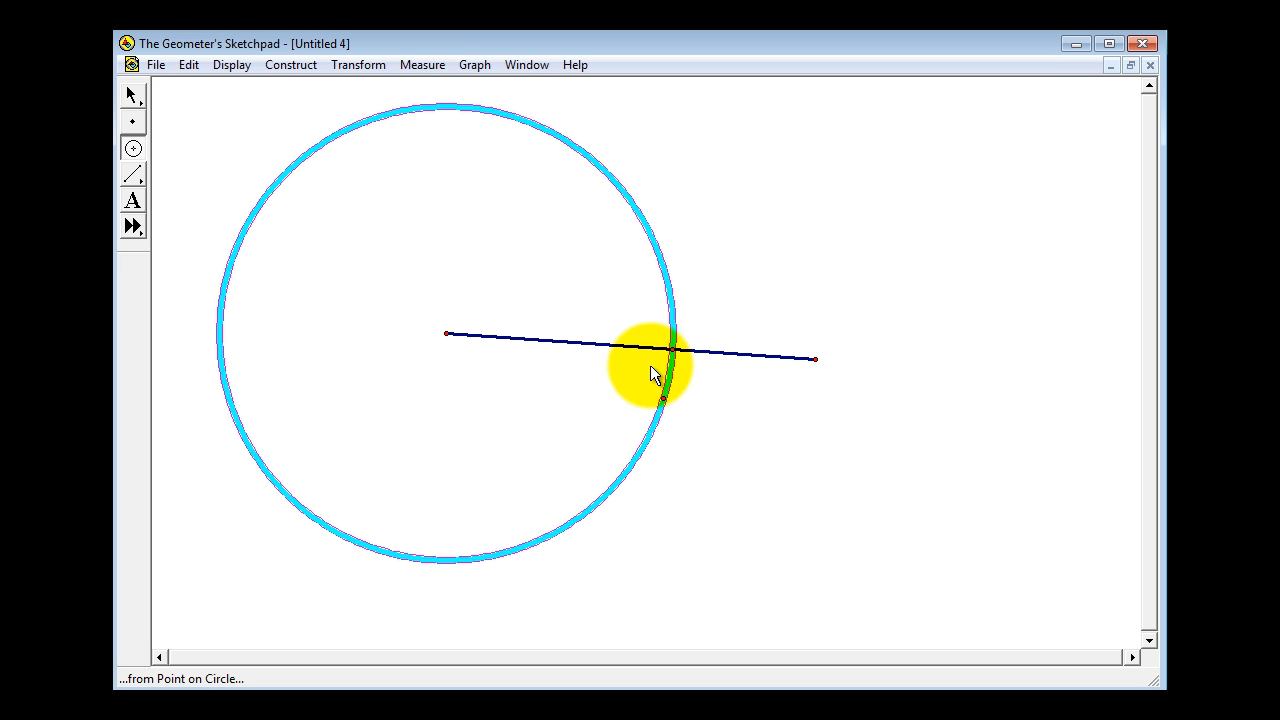 The Geometer's Sketchpad - [Untitled 4]
File Edit Display Construct Transform Measure Graph Window Help
A
...from Point on Circle...